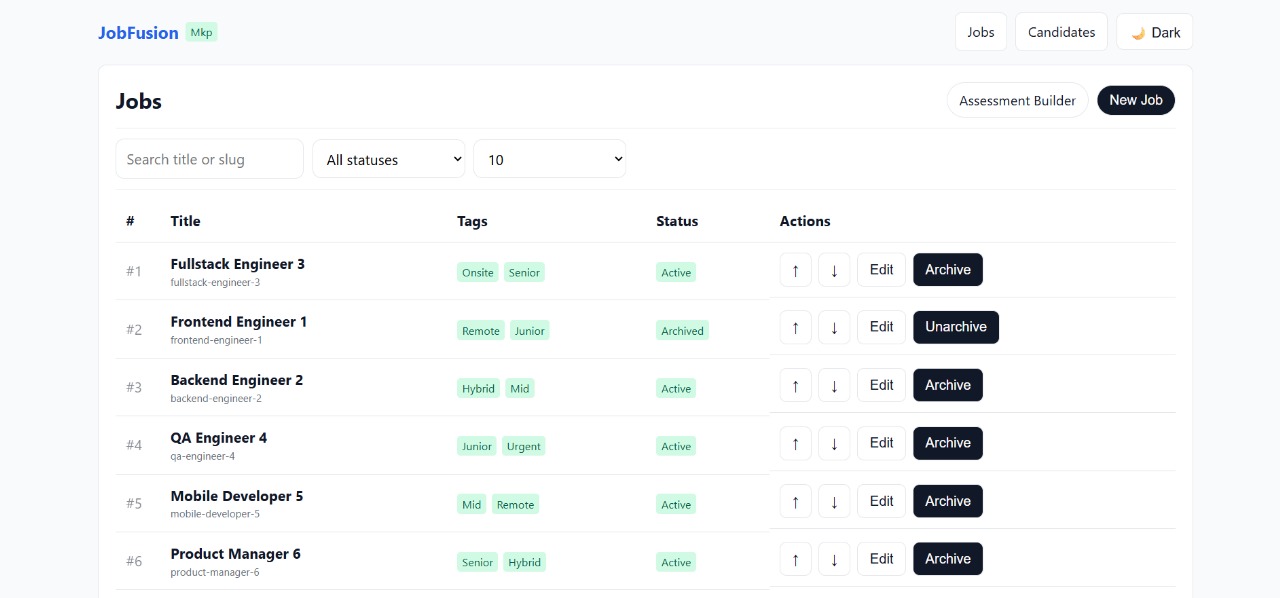 JobFusion Mkp Jobs Candidates 🌙 Dark
Jobs Assessment Builder New Job
Search title or slug All statuses 10
# Title Tags Status Actions
#1 Fullstack Engineer 3 Onsite Senior Active ↑ ↓ Edit Archive
fullstack-engineer-3
#2 Frontend Engineer 1 Remote Junior Archived ↑ ↓ Edit Unarchive
frontend-engineer-1
#3 Backend Engineer 2 Hybrid Mid Active ↑ ↓ Edit Archive
backend-engineer-2
#4 QA Engineer 4 Junior Urgent Active ↑ ↓ Edit Archive
qa-engineer-4
#5 Mobile Developer 5 Mid Remote Active ↑ ↓ Edit Archive
mobile-developer-5
#6 Product Manager 6 Senior Hybrid Active ↑ ↓ Edit Archive
product-manager-6